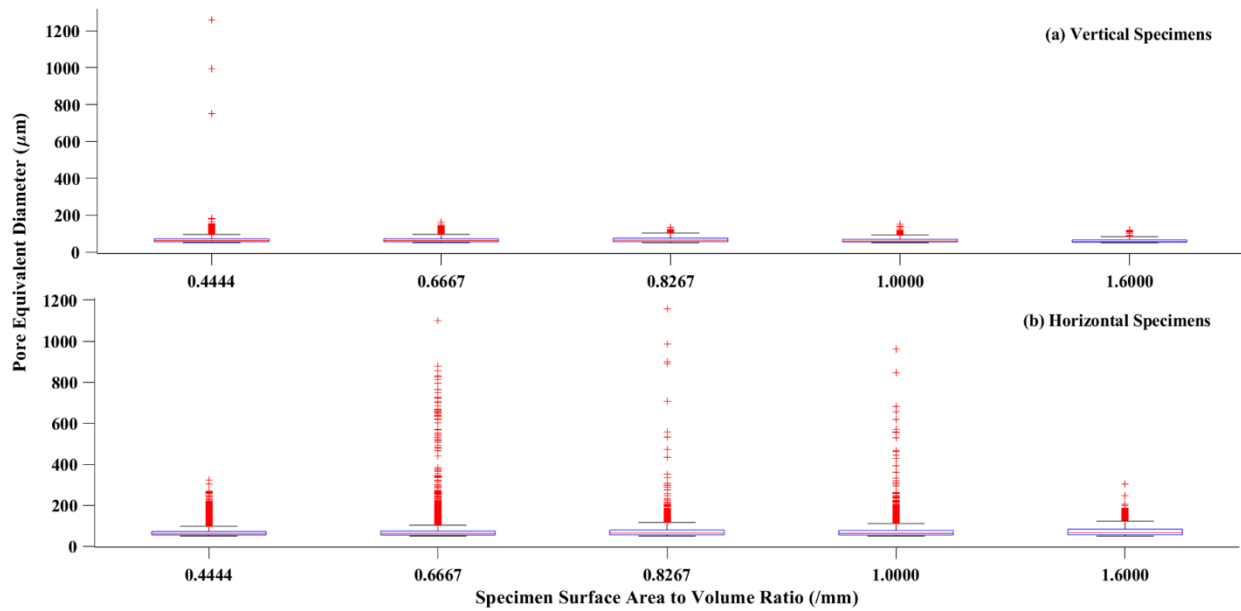 1200
(a) Vertical Specimens
1000
800
600
400
200
0
0.4444 0.6667 0.8267 1.0000 1.6000
Pore Equivalent Diameter (μm)
1200
(b) Horizontal Specimens
1000
800
600
400
200
0
0.4444 0.6667 0.8267 1.0000 1.6000
Specimen Surface Area to Volume Ratio (/mm)